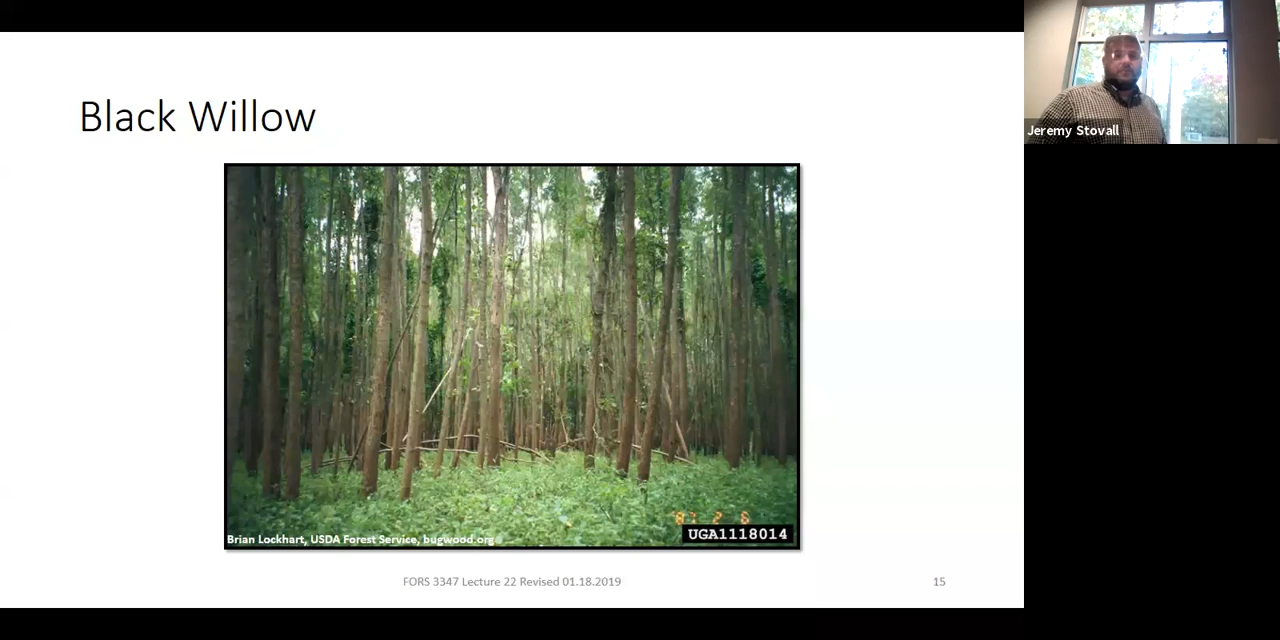 Black Willow
Jeremy Stovall
UGA1118014
Brian Lockhart, USDA Forest Service, bugwood.org
FORS 3347 Lecture 22 Revised 01.18.2019
15